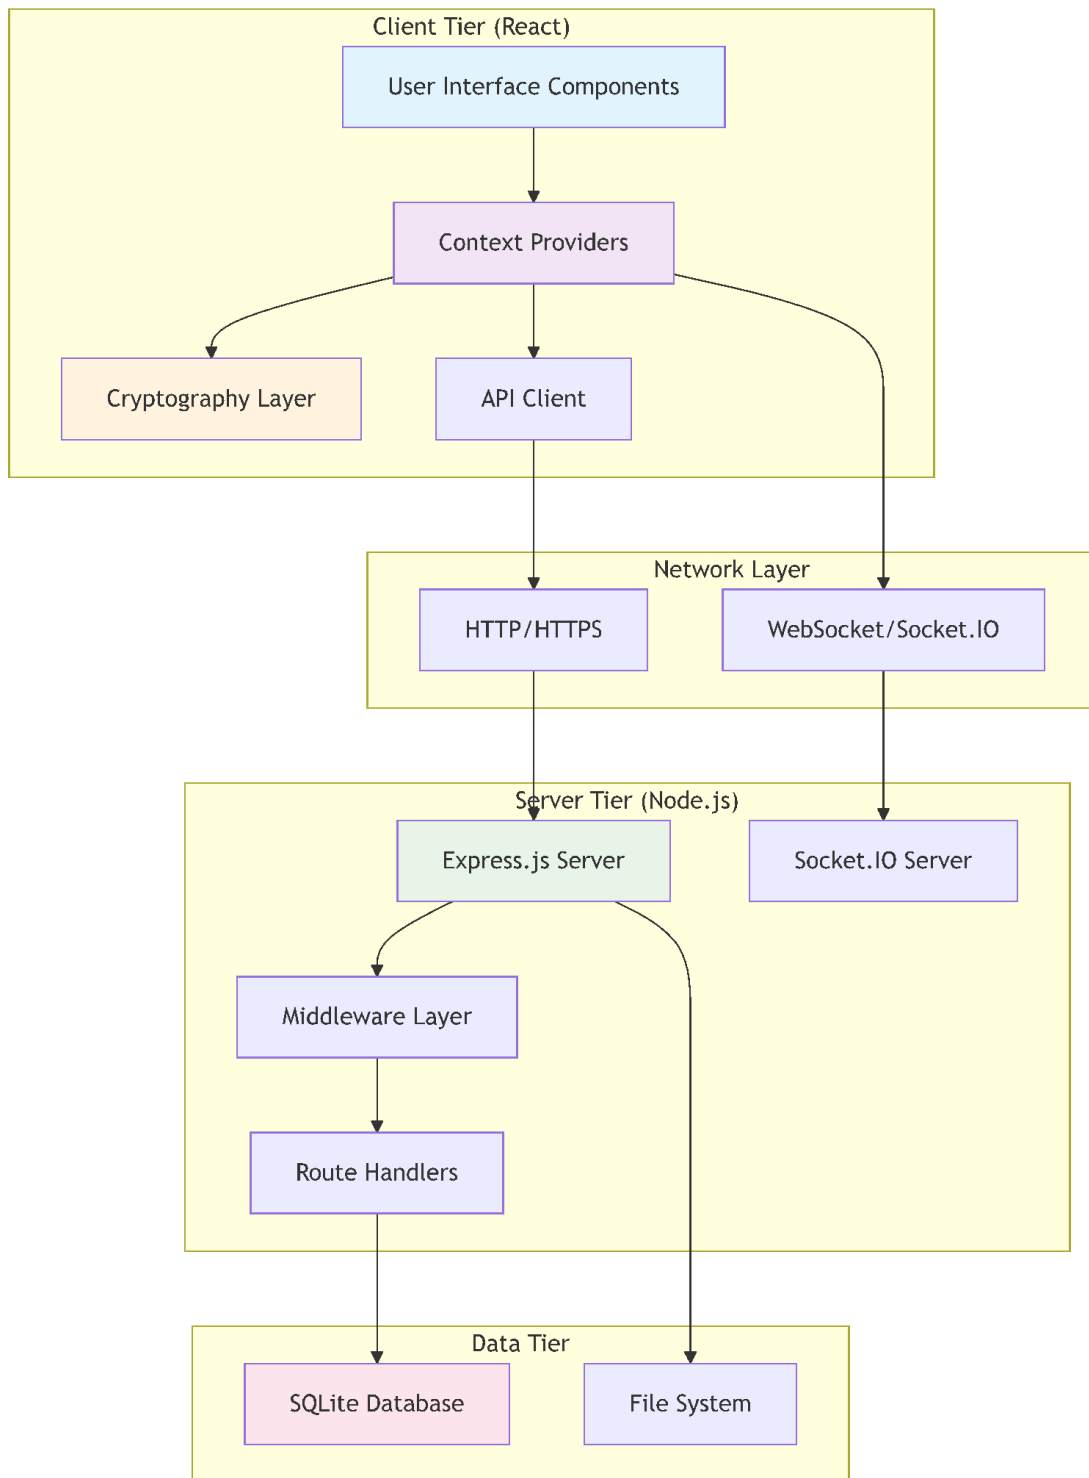 Client Tier (React)
User Interface Components
Context Providers
Cryptography Layer
API Client
Network Layer
HTTP/HTTPS
WebSocket/Socket.IO
Server Tier (Node.js)
Express.js Server
Socket.IO Server
Middleware Layer
Route Handlers
Data Tier
SQLite Database
File System